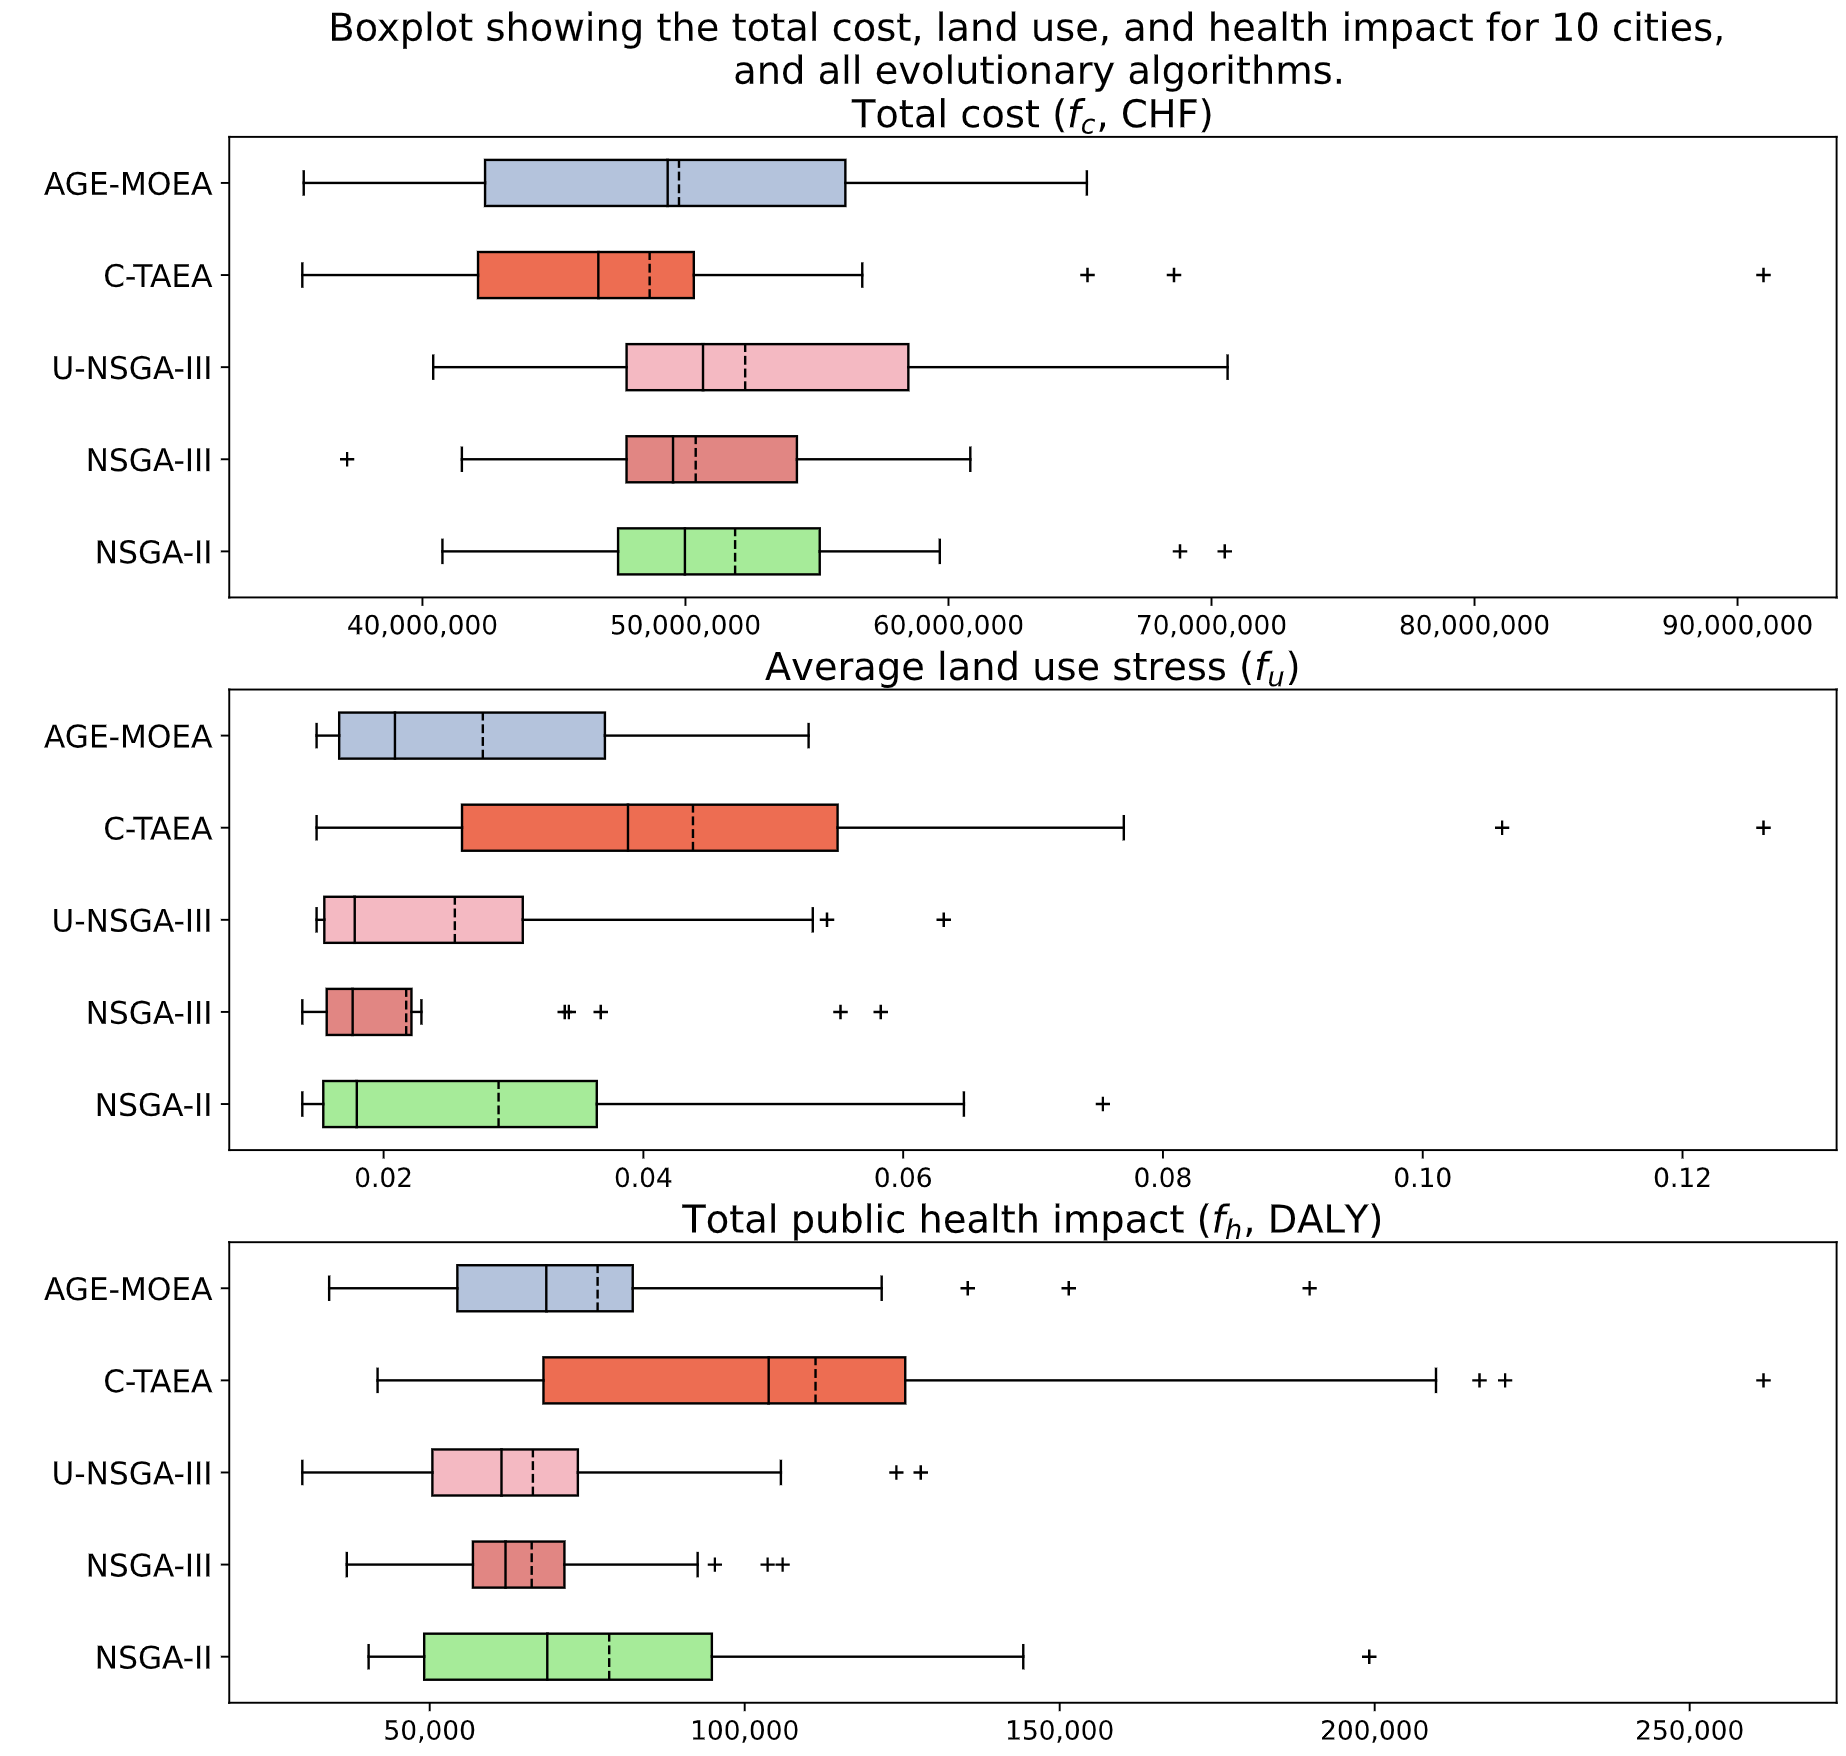 Boxplot showing the total cost, land use, and health impact for 10 cities,
and all evolutionary algorithms.
Total cost (f_c, CHF)
AGE-MOEA
C-TAEA
U-NSGA-III
NSGA-III
NSGA-II
40,000,000 50,000,000 60,000,000 70,000,000 80,000,000 90,000,000
Average land use stress (f_u)
AGE-MOEA
C-TAEA
U-NSGA-III
NSGA-III
NSGA-II
0.02 0.04 0.06 0.08 0.10 0.12
Total public health impact (f_h, DALY)
AGE-MOEA
C-TAEA
U-NSGA-III
NSGA-III
NSGA-II
50,000 100,000 150,000 200,000 250,000